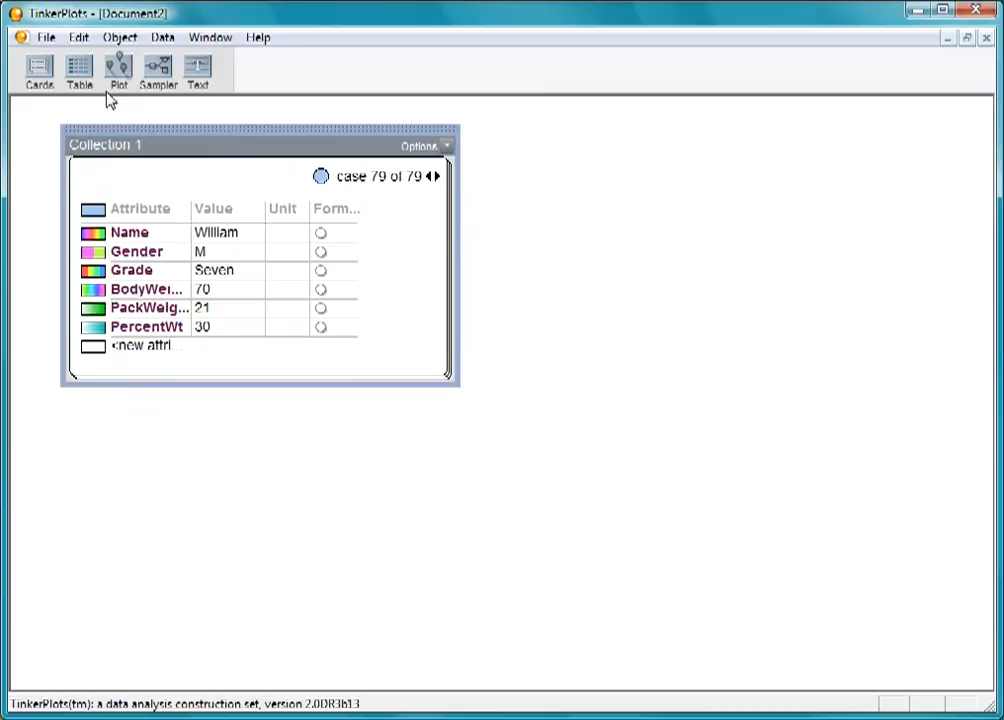 TinkerPlots - [Document2]
File Edit Object Data Window Help
Cards Table Plot Sampler Text
Collection 1 Options
case 79 of 79
Attribute Value Unit Form...
Name William
Gender M
Grade Seven
BodyWei... 70
PackWeig... 21
PercentWt 30
<new attri...
TinkerPlots(tm): a data analysis construction set, version 2.0DR3b13